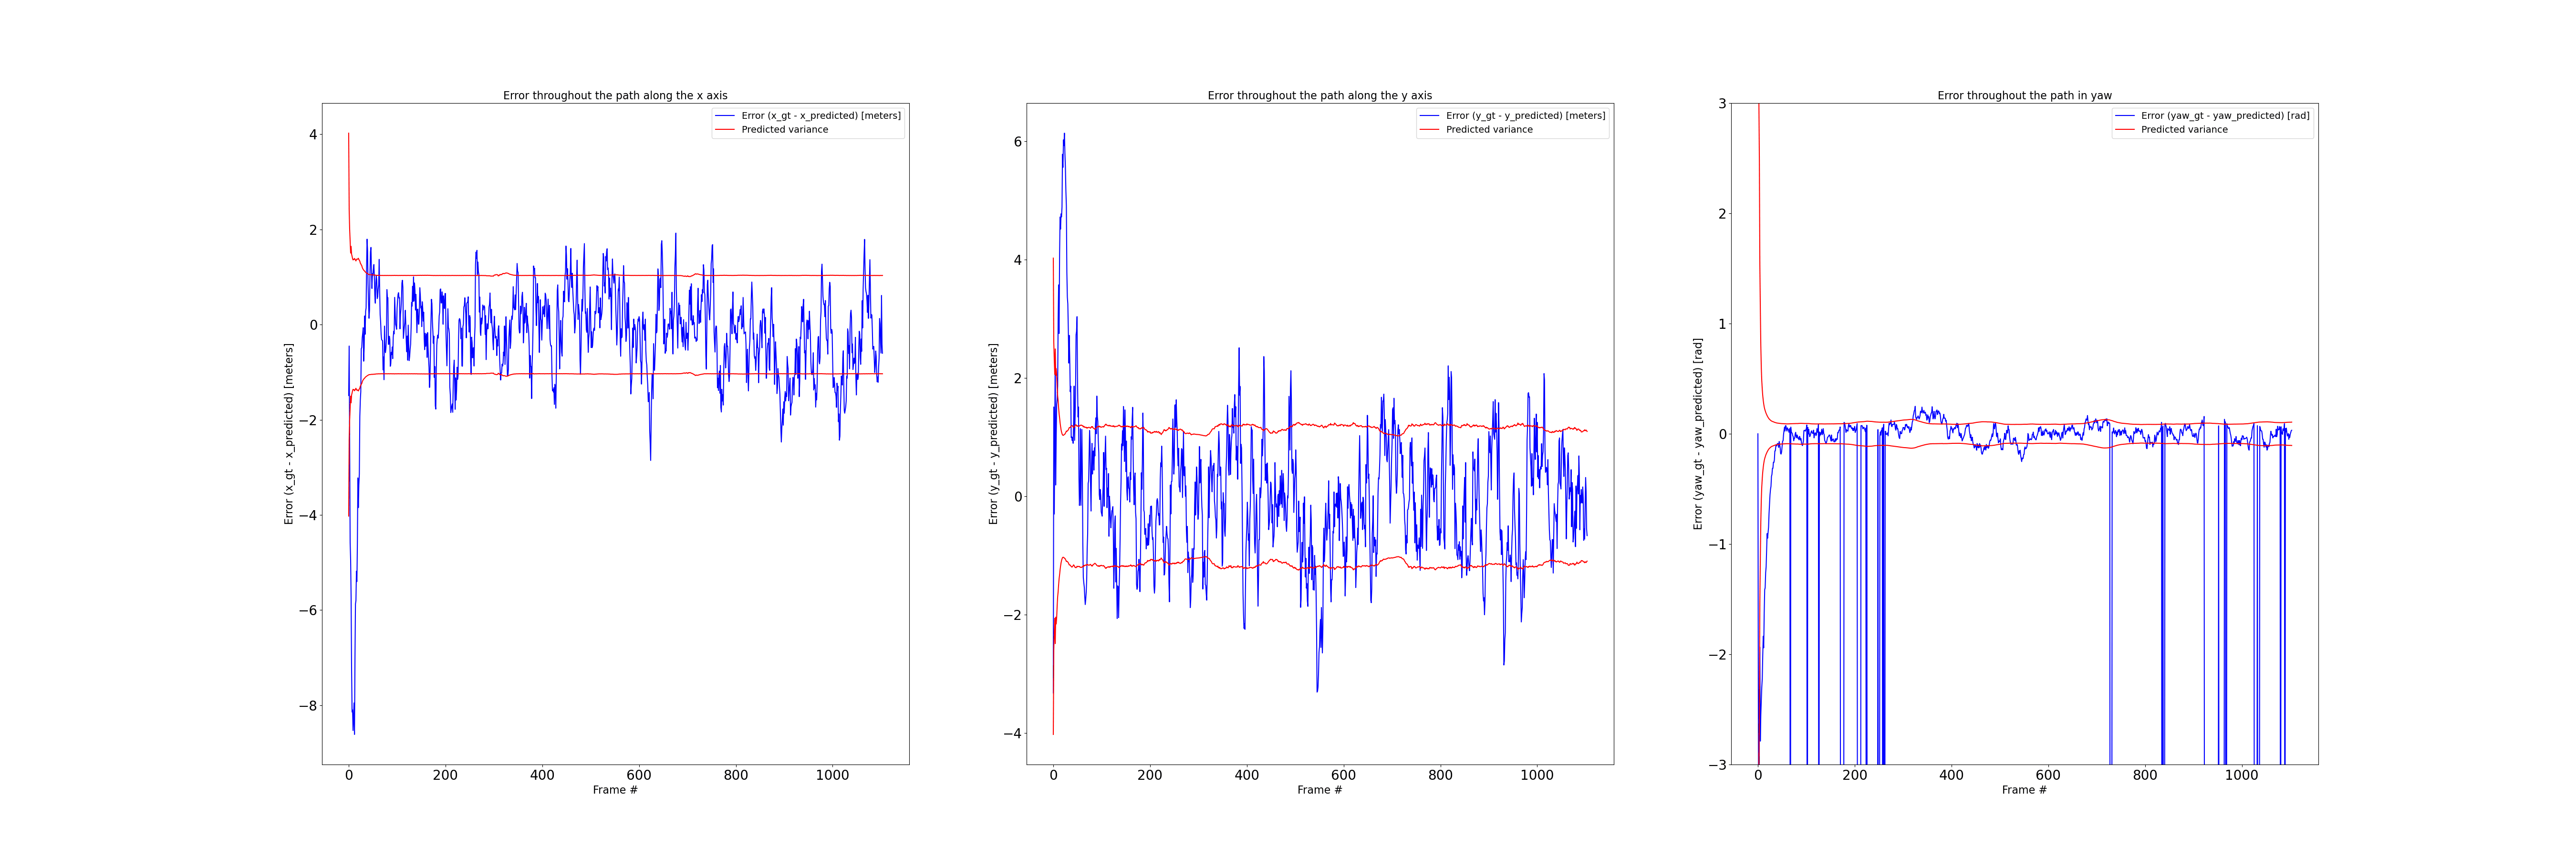 Error throughout the path along the x axis
Error (x_gt - x_predicted) [meters]
Predicted variance
4
2
0
−2
−4
−6
−8
Error (x_gt - x_predicted) [meters]
0 200 400 600 800 1000
Frame #
Error throughout the path along the y axis
Error (y_gt - y_predicted) [meters]
Predicted variance
6
4
2
0
−2
−4
Error (y_gt - y_predicted) [meters]
0 200 400 600 800 1000
Frame #
Error throughout the path in yaw
Error (yaw_gt - yaw_predicted) [rad]
Predicted variance
3
2
1
0
−1
−2
−3
Error (yaw_gt - yaw_predicted) [rad]
0 200 400 600 800 1000
Frame #